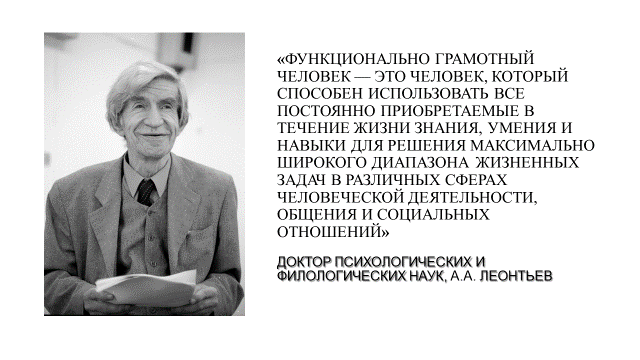 «ФУНКЦИОНАЛЬНО ГРАМОТНЫЙ
ЧЕЛОВЕК — ЭТО ЧЕЛОВЕК, КОТОРЫЙ
СПОСОБЕН ИСПОЛЬЗОВАТЬ ВСЕ
ПОСТОЯННО ПРИОБРЕТАЕМЫЕ В
ТЕЧЕНИЕ ЖИЗНИ ЗНАНИЯ, УМЕНИЯ И
НАВЫКИ ДЛЯ РЕШЕНИЯ МАКСИМАЛЬНО
ШИРОКОГО ДИАПАЗОНА ЖИЗНЕННЫХ
ЗАДАЧ В РАЗЛИЧНЫХ СФЕРАХ
ЧЕЛОВЕЧЕСКОЙ ДЕЯТЕЛЬНОСТИ,
ОБЩЕНИЯ И СОЦИАЛЬНЫХ
ОТНОШЕНИЙ»
ДОКТОР ПСИХОЛОГИЧЕСКИХ И
ФИЛОЛОГИЧЕСКИХ НАУК, А.А. ЛЕОНТЬЕВ